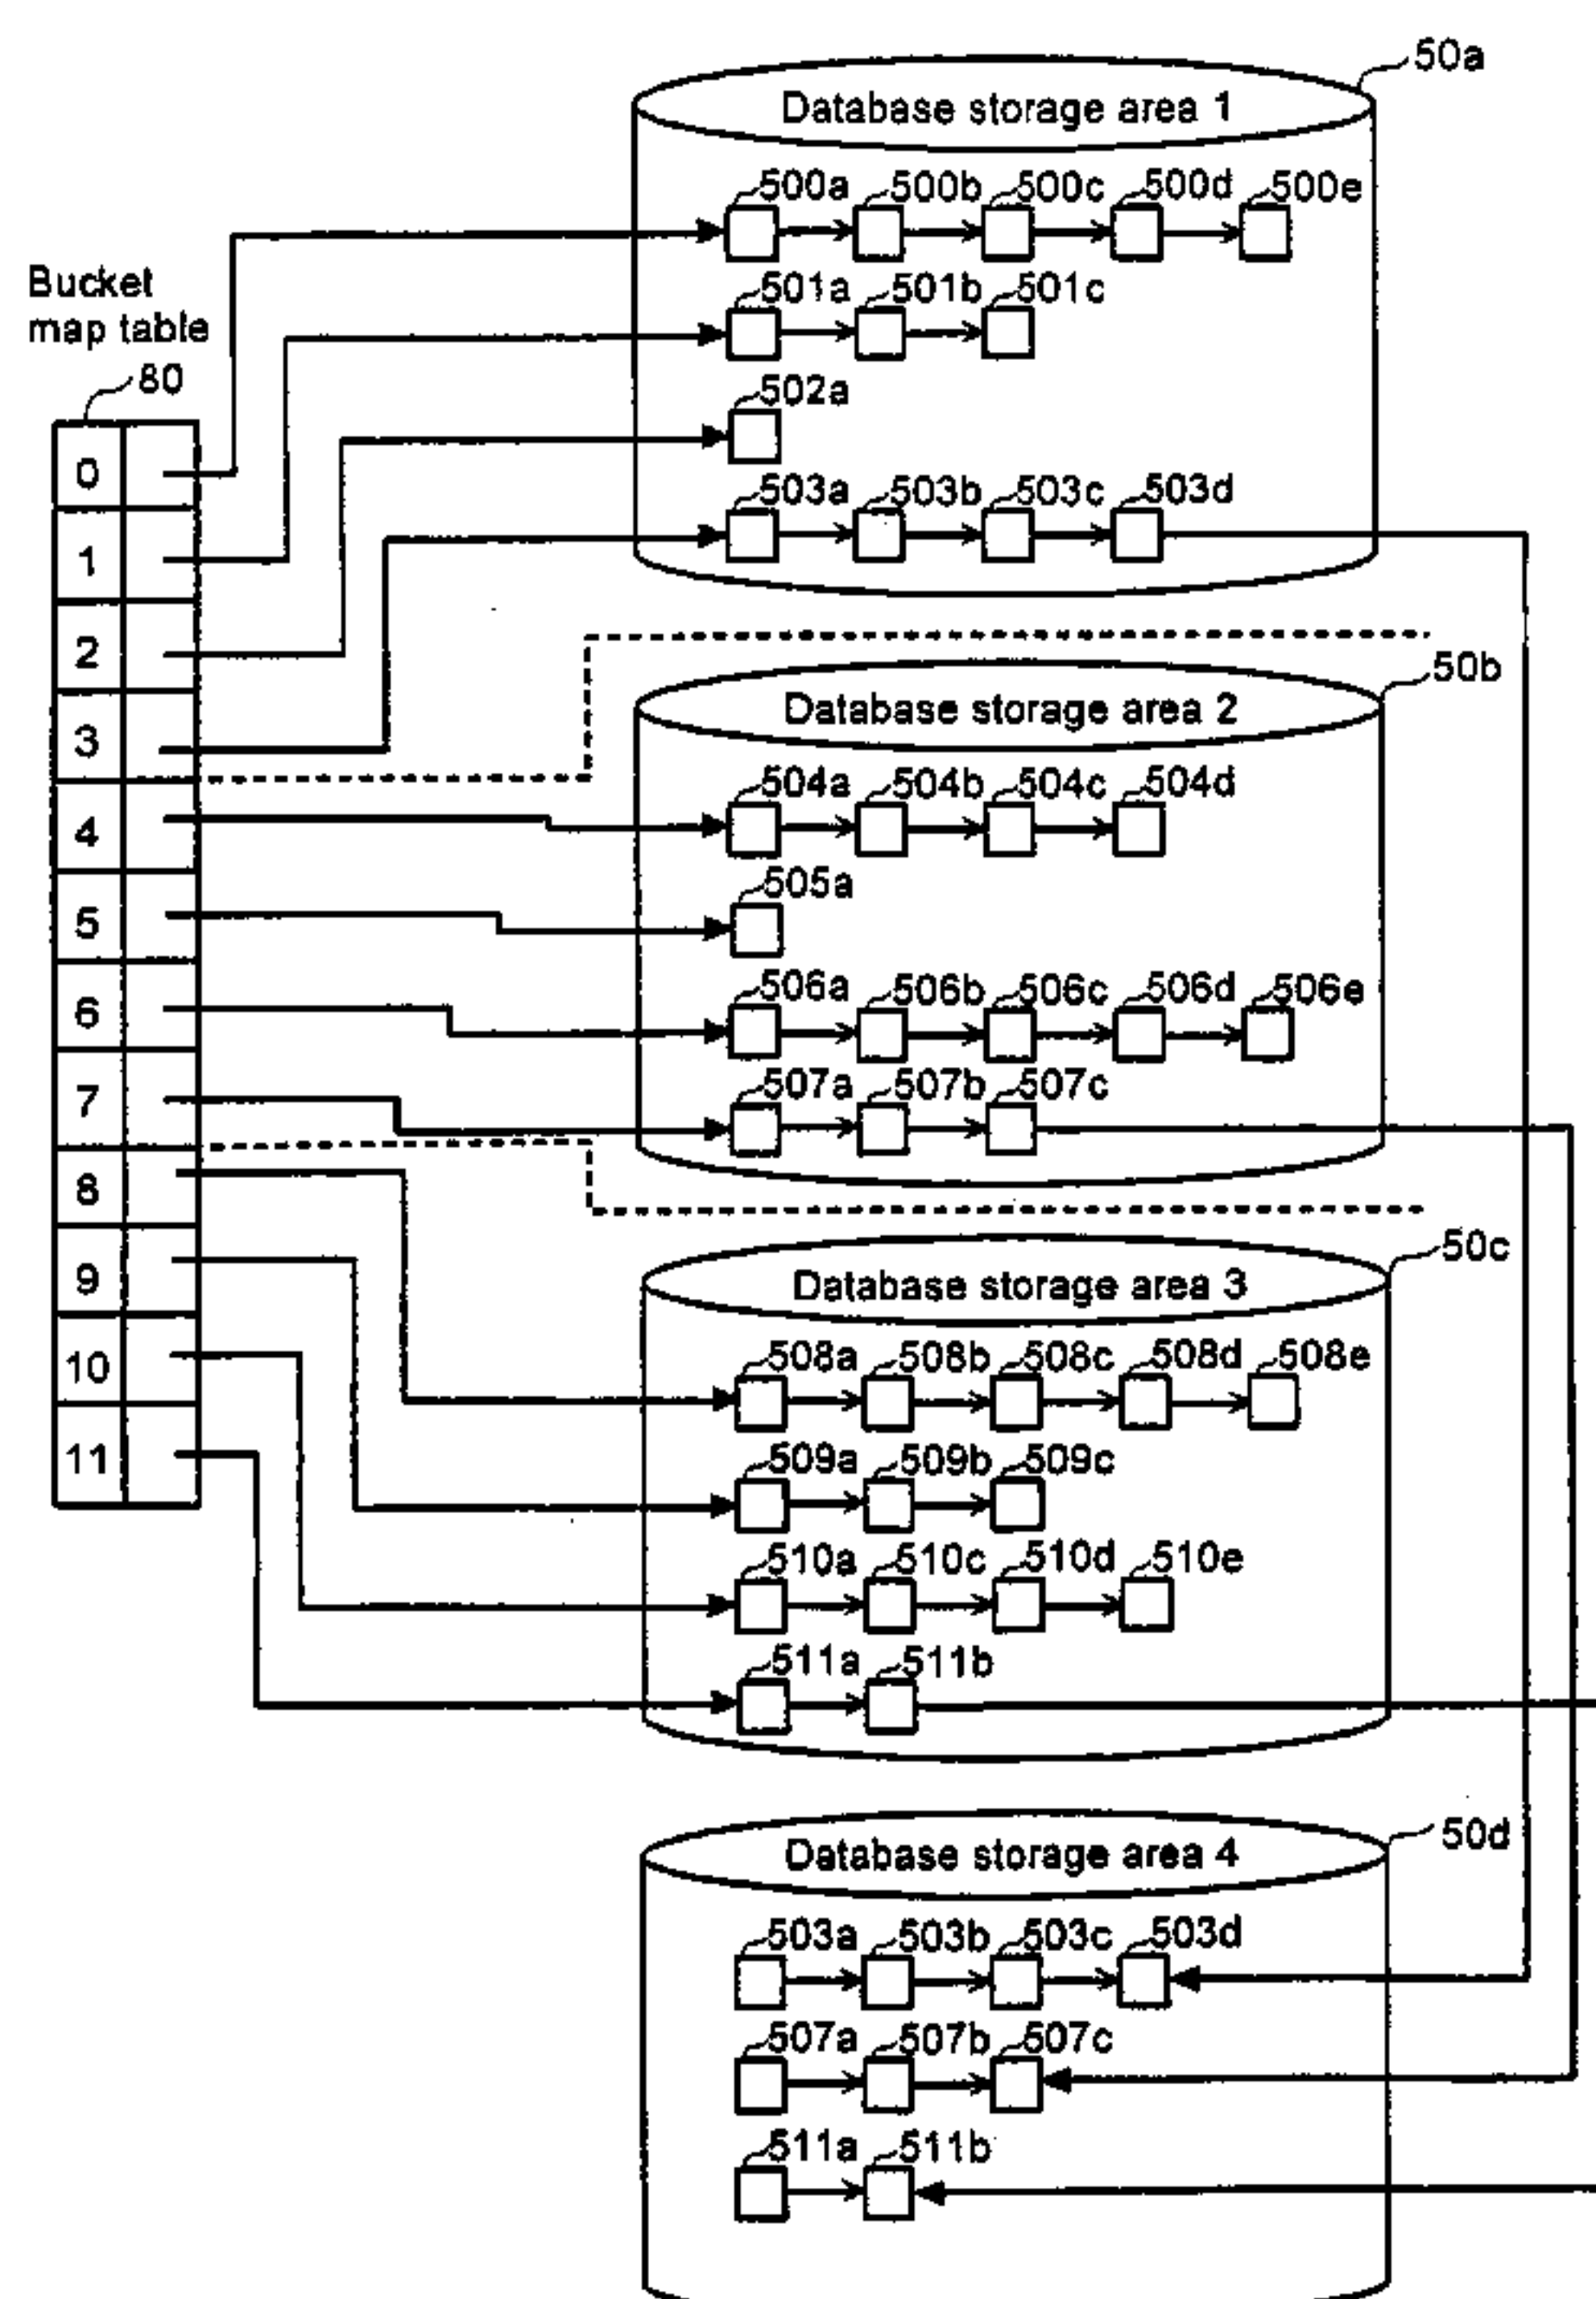 50a
Database storage area 1
500a 500b 500c 500d 500e
Bucket
map table
80
501a 501b 501c
502a
503a 503b 503c 503d
0
1
2
3
4
5
6
7
8
9
10
11
50b
Database storage area 2
504a 504b 504c 504d
505a
506a 506b 506c 506d 506e
507a 507b 507c
50c
Database storage area 3
508a 508b 508c 508d 508e
509a 509b 509c
510a 510c 510d 510e
511a 511b
50d
Database storage area 4
503a 503b 503c 503d
507a 507b 507c
511a 511b